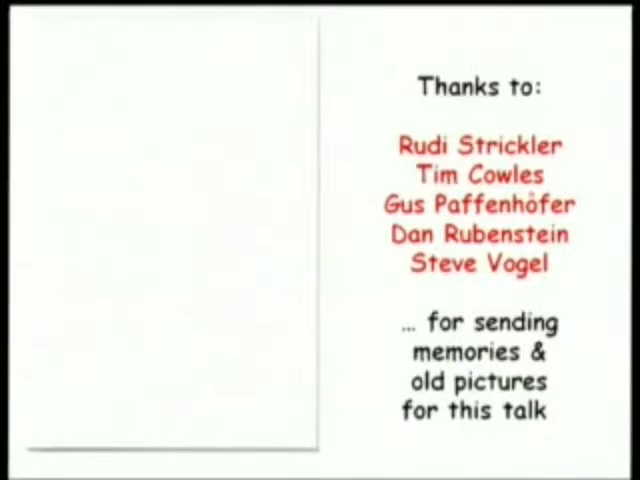 Thanks to:
Rudi Strickler
Tim Cowles
Gus Paffenhöfer
Dan Rubenstein
Steve Vogel
... for sending
memories &
old pictures
for this talk